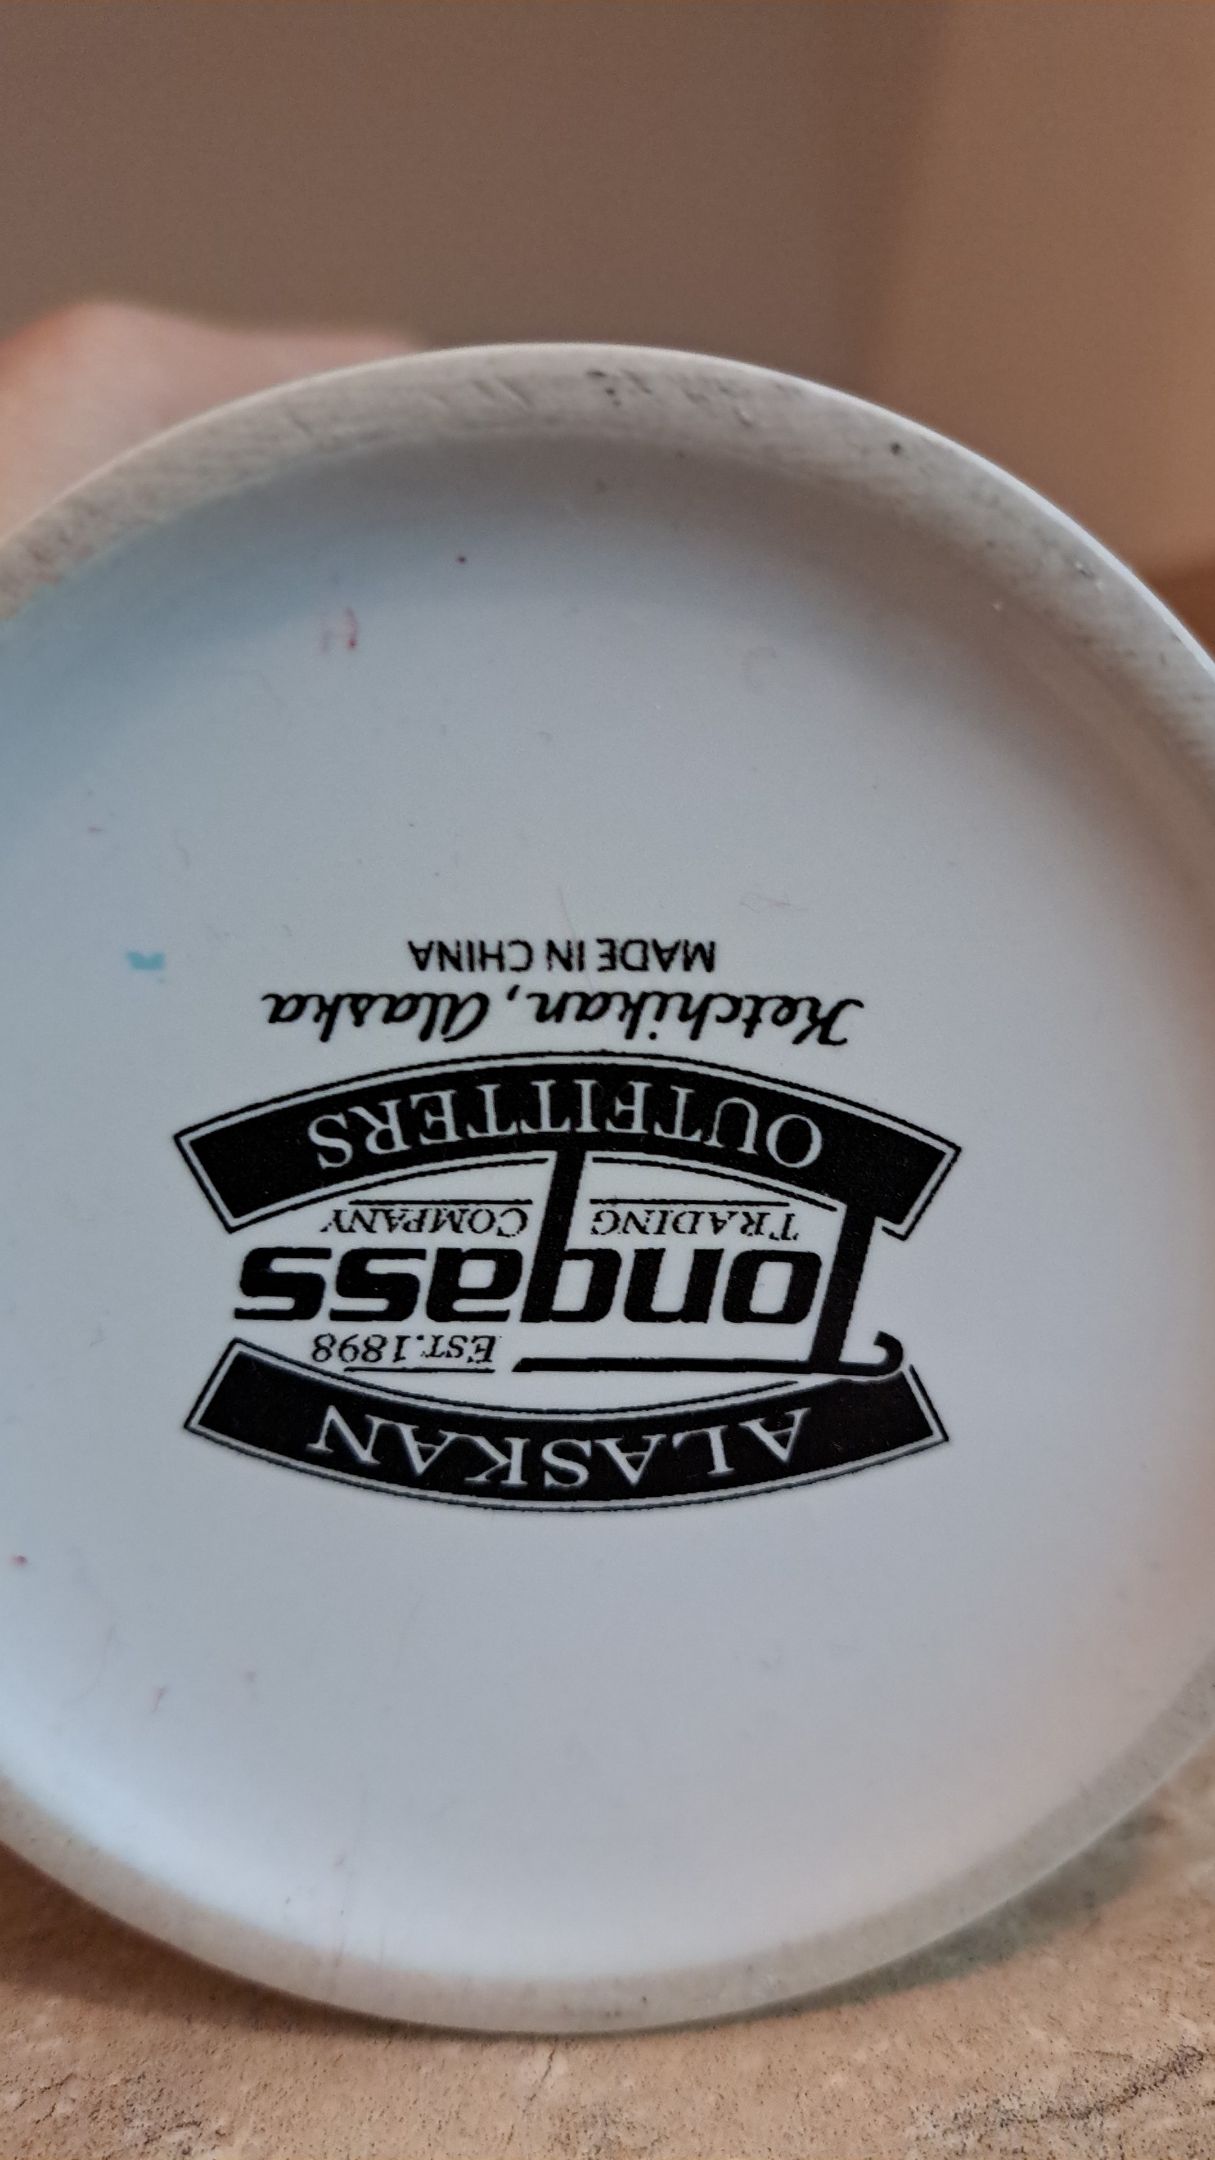 ALASKAN
EST. 1898
Tongass
TRADING COMPANY
OUTFITTERS
Ketchikan, Alaska
MADE IN CHINA